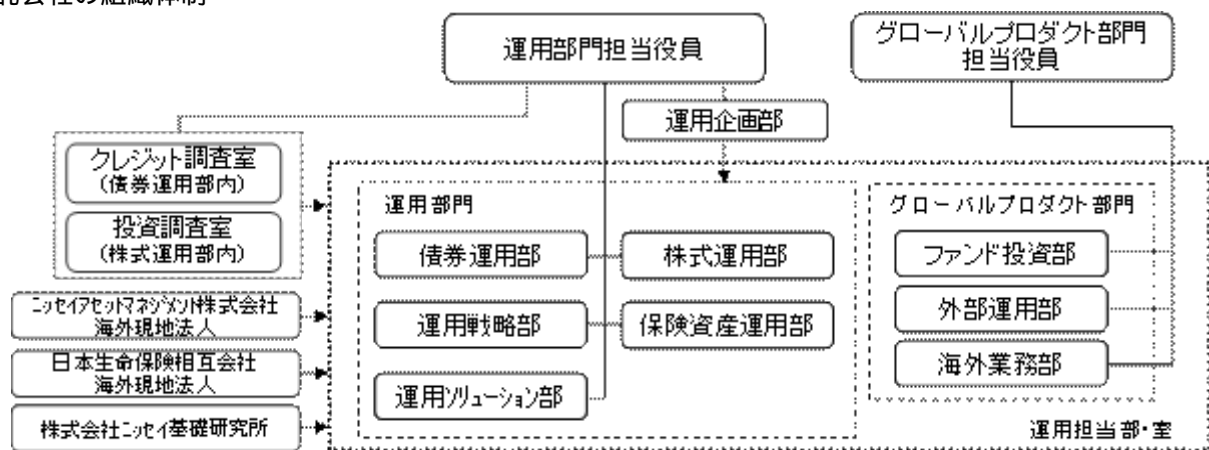 運用部門担当役員
グローバルプロダクト部門
担当役員
運用企画部
クレジット調査室
(債券運用部内)
投資調査室
(株式運用部内)
ニッセイアセットマネジメント株式会社
海外現地法人
日本生命保険相互会社
海外現地法人
株式会社ニッセイ基礎研究所
運用部門
債券運用部
株式運用部
運用戦略部
保険資産運用部
運用ソリューション部
グローバルプロダクト部門
ファンド投資部
外部運用部
海外業務部
運用担当部・室